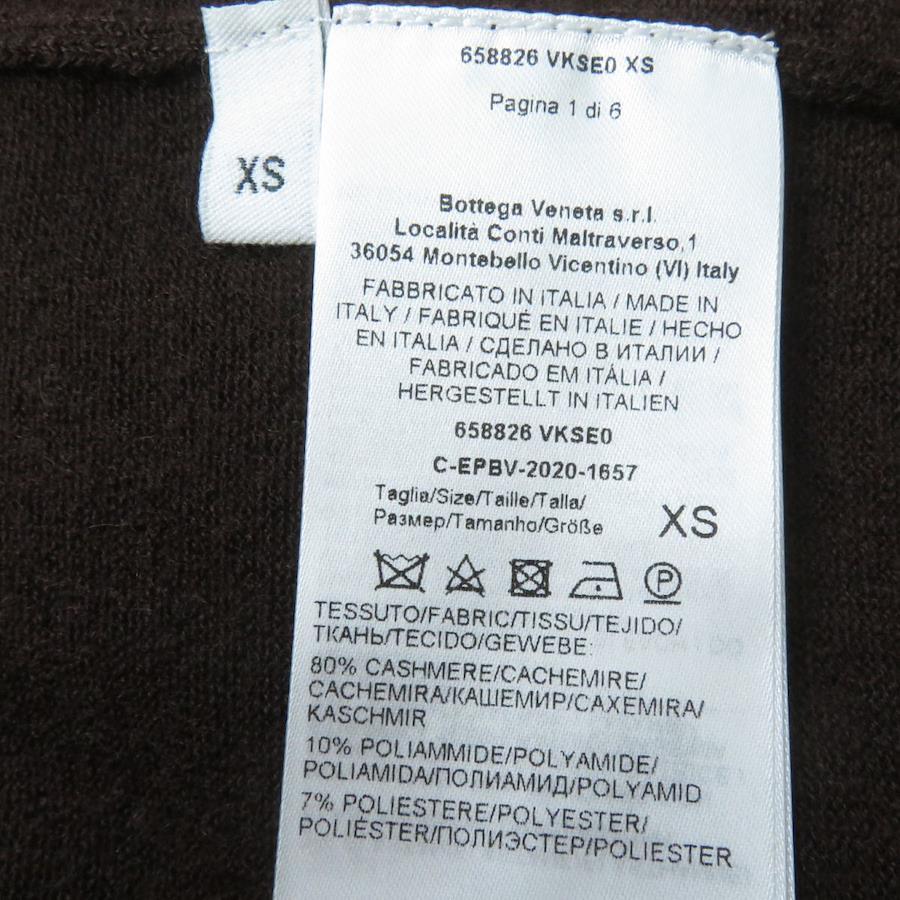 XS
658826 VKSE0 XS
Pagina 1 di 6
Bottega Veneta s.r.l.
Località Conti Maltraverso,1
36054 Montebello Vicentino (VI) Italy
FABBRICATO IN ITALIA / MADE IN
ITALY / FABRIQUÉ EN ITALIE / HECHO
EN ITALIA / СДЕЛАНО В ИТАЛИИ /
FABRICADO EM ITÁLIA /
HERGESTELLT IN ITALIEN
658826 VKSE0
C-EPBV-2020-1657
Taglia/Size/Taille/Talla/
Размер/Tamanho/Größe
XS
P
TESSUTO/FABRIC/TISSU/TEJIDO/
ТКАНЬ/TECIDO/GEWEBE:
80% CASHMERE/CACHEMIRE/
CACHEMIRA/КАШЕМИР/CAXEMIRA/
KASCHMIR
10% POLIAMMIDE/POLYAMIDE/
POLIAMIDA/ПОЛИАМИД/POLYAMID
7% POLIESTERE/POLYESTER/
POLIÉSTER/ПОЛИЭСТЕР/POLIESTER